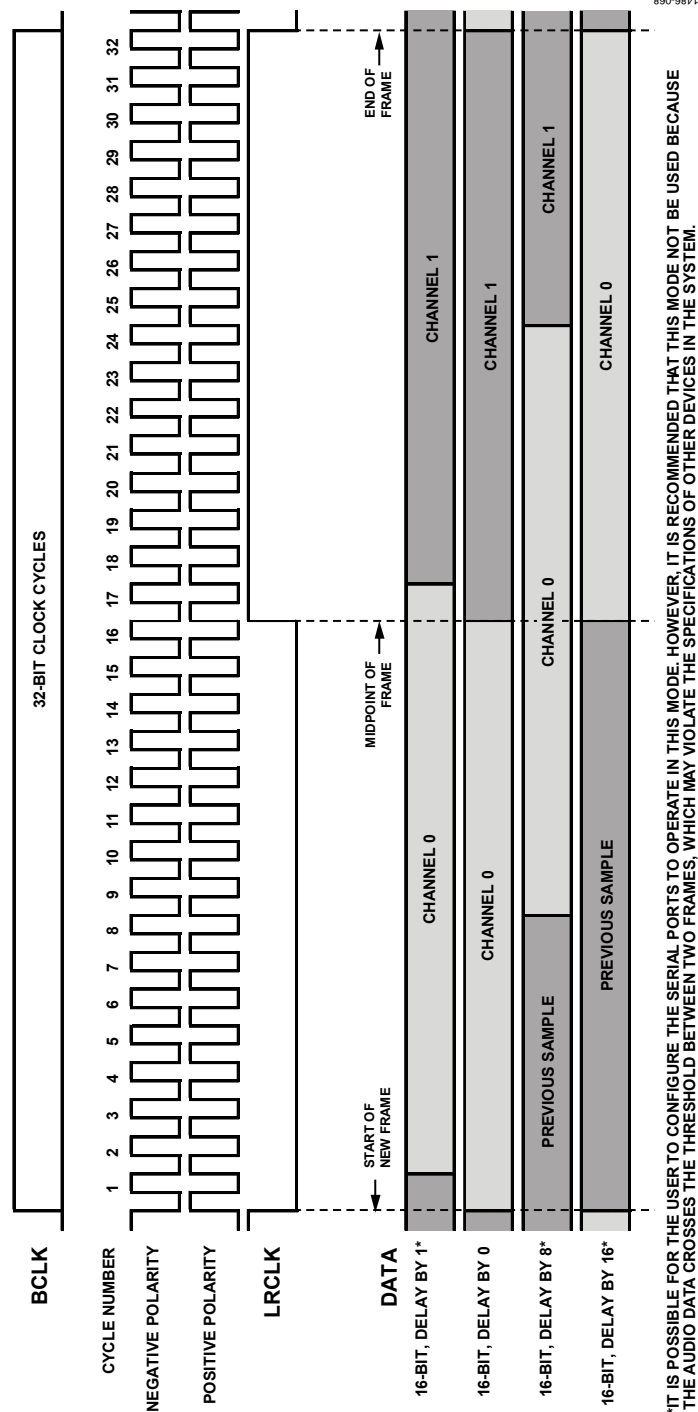 BCLK
32-BIT CLOCK CYCLES
CYCLE NUMBER
1 2 3 4 5 6 7 8 9 10 11 12 13 14 15 16 17 18 19 20 21 22 23 24 25 26 27 28 29 30 31 32
NEGATIVE POLARITY
POSITIVE POLARITY
LRCLK
START OF
NEW FRAME
MIDPOINT OF
FRAME
END OF
FRAME
DATA
16-BIT, DELAY BY 1*
CHANNEL 0
CHANNEL 1
16-BIT, DELAY BY 0
CHANNEL 0
CHANNEL 1
16-BIT, DELAY BY 8*
PREVIOUS SAMPLE
CHANNEL 0
CHANNEL 1
16-BIT, DELAY BY 16*
PREVIOUS SAMPLE
CHANNEL 0
*IT IS POSSIBLE FOR THE USER TO CONFIGURE THE SERIAL PORTS TO OPERATE IN THIS MODE. HOWEVER, IT IS RECOMMENDED THAT THIS MODE NOT BE USED BECAUSE
THE AUDIO DATA CROSSES THE THRESHOLD BETWEEN TWO FRAMES, WHICH MAY VIOLATE THE SPECIFICATIONS OF OTHER DEVICES IN THE SYSTEM.